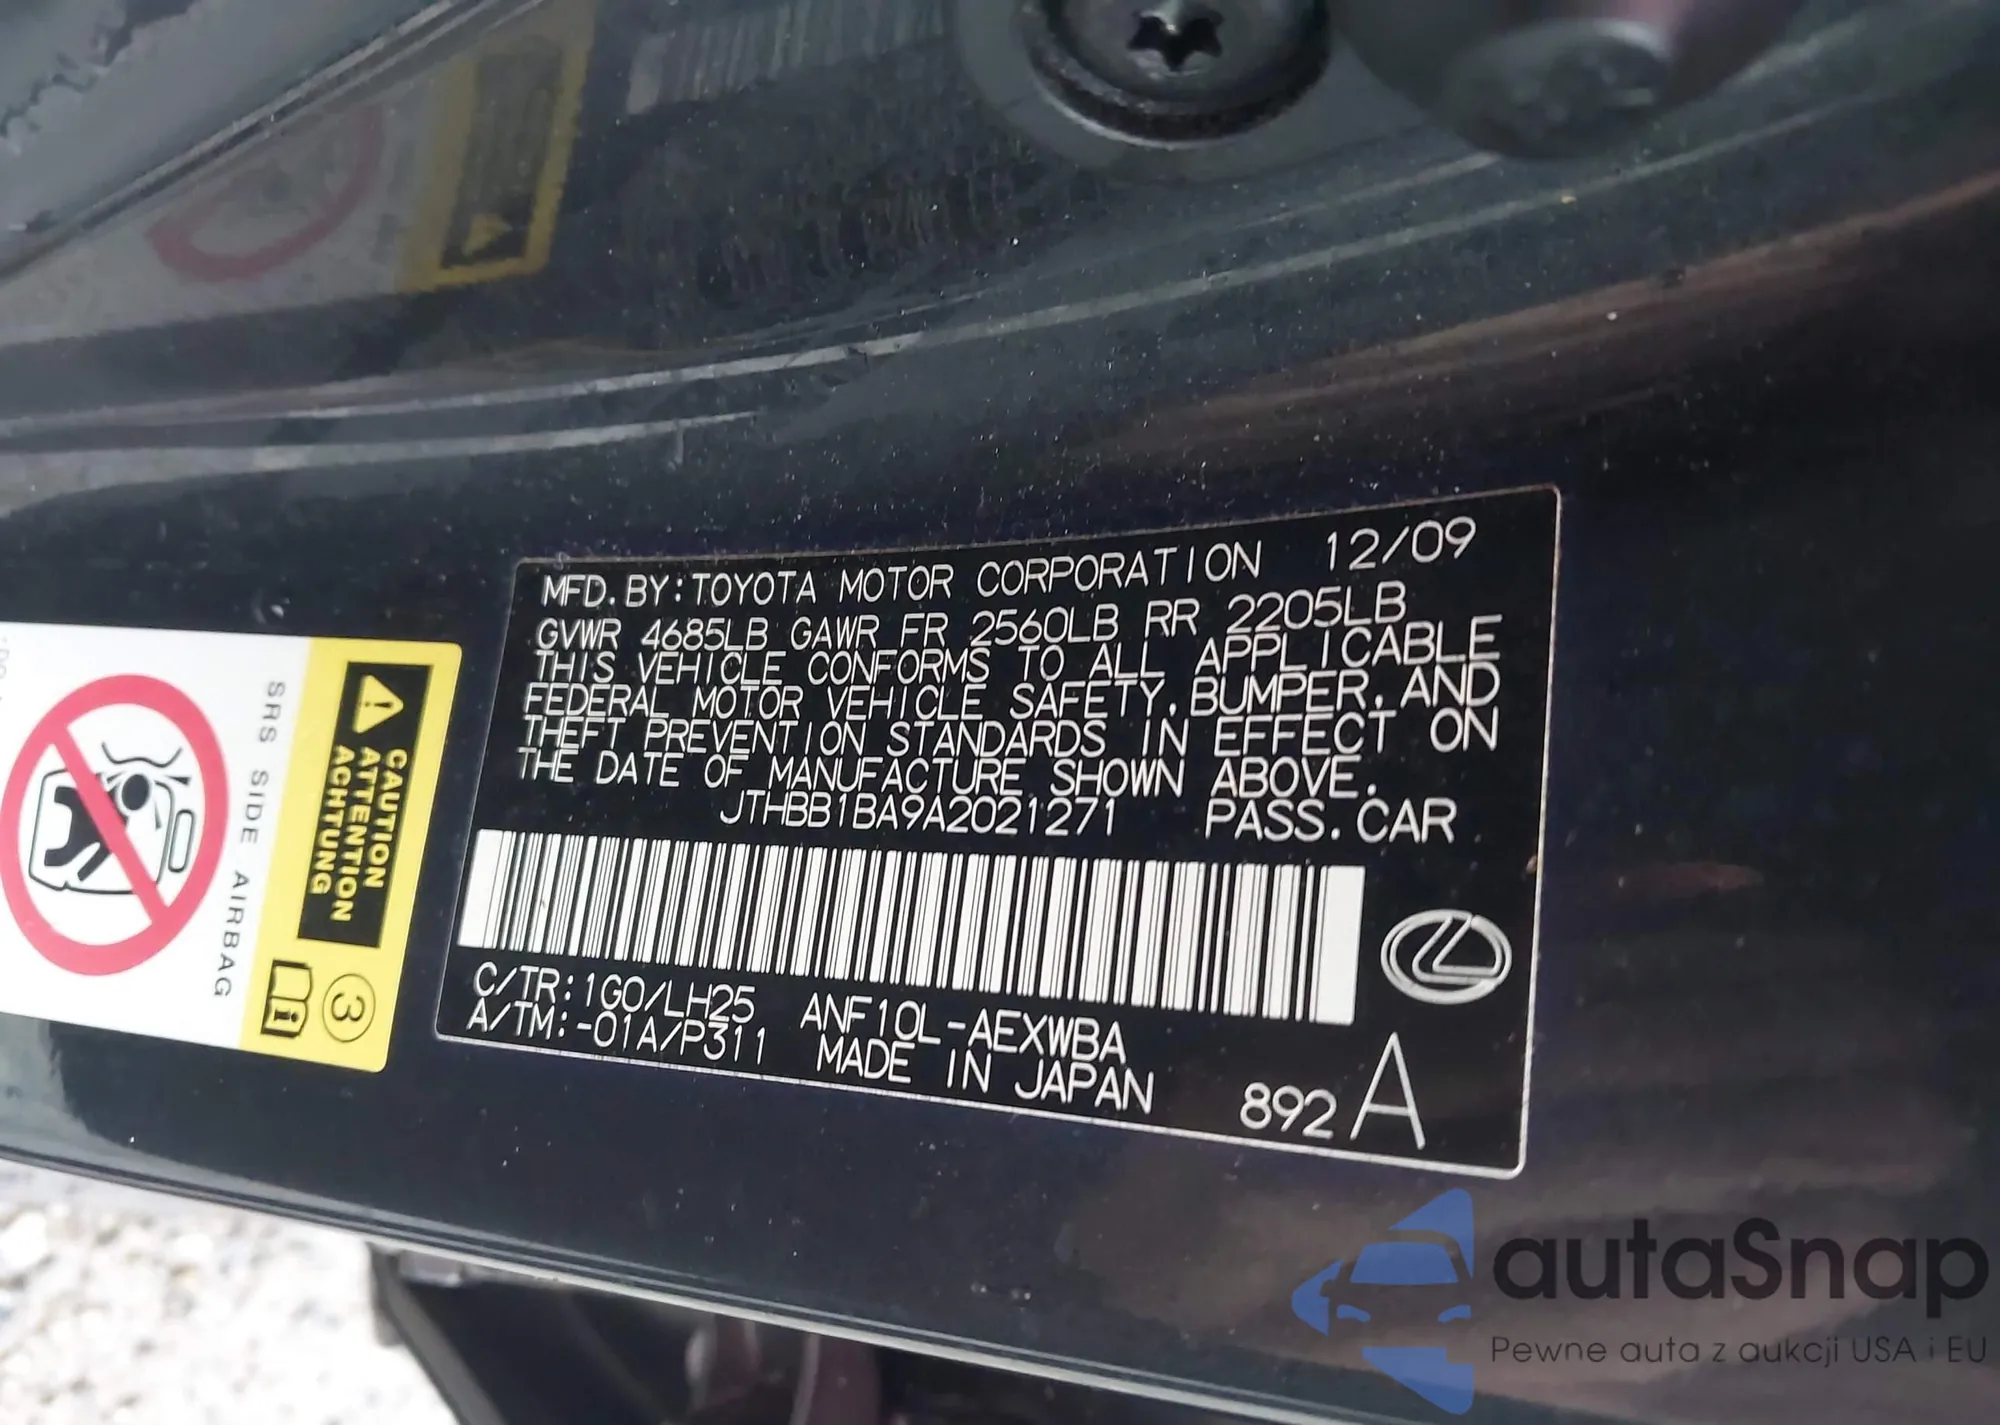 MFD. BY: TOYOTA MOTOR CORPORATION 12/09
GVWR 4685LB GAWR FR 2560LB RR 2205LB
THIS VEHICLE CONFORMS TO ALL APPLICABLE
FEDERAL MOTOR VEHICLE SAFETY, BUMPER, AND
THEFT PREVENTION STANDARDS IN EFFECT ON
THE DATE OF MANUFACTURE SHOWN ABOVE.
JTHBB1BA9A2021271 PASS. CAR
C/TR: 1G0/LH25 ANF10L-AEXWBA
A/TM: -01A/P311 MADE IN JAPAN 892 A
CAUTION
ATTENTION
ACHTUNG
SRS SIDE AIRBAG
3
i
autaSnap
Pewne auta z aukcji USA i EU